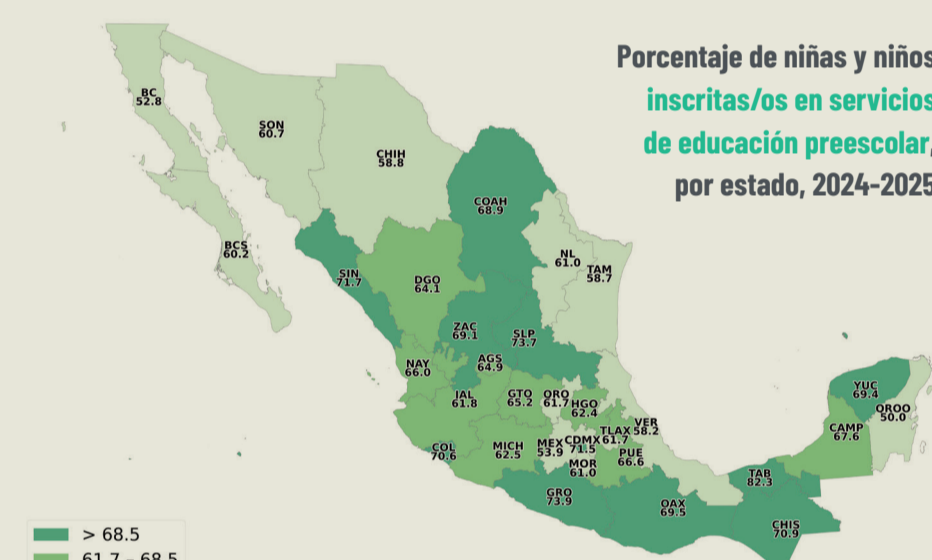 Porcentaje de niñas y niños
inscritas/os en servicios
de educación preescolar,
por estado, 2024-2025
BC
52.8
SON
60.7
CHIH
58.8
COAH
68.9
BCS
60.2
SIN
71.7
DGO
64.1
NL
61.0
TAM
58.7
ZAC
69.1
SLP
73.7
NAY
66.0
AGS
64.9
JAL
61.8
GTO
65.2
QRO
61.7
HGO
62.4
VER
58.2
TLAX
61.7
COL
70.6
MICH
62.5
MEX
53.9
CDMX
71.5
PUE
66.6
MOR
61.0
GRO
73.9
OAX
69.5
TAB
82.3
CHIS
70.9
CAMP
67.6
YUC
69.4
QROO
50.0
> 68.5
61.7 – 68.5